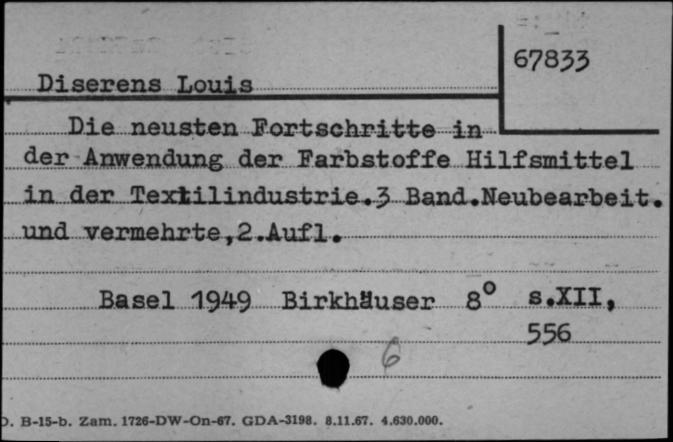 67833
Diserens Louis
Die neusten Fortschritte in
der Anwendung der Farbstoffe Hilfsmittel
in der Textilindustrie.3 Band.Neubearbeit.
und vermehrte,2.Aufl.
Basel 1949 Birkhäuser 8° s.XII,
556
6
D. B-15-b. Zam. 1726-DW-On-67. GDA-3198. 8.11.67. 4.630.000.